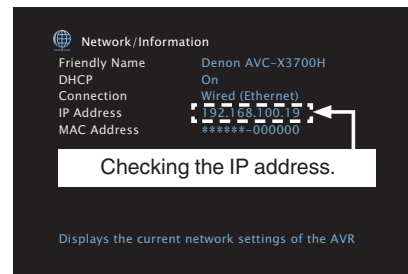 Network/Information
Friendly Name Denon AVC-X3700H
DHCP On
Connection Wired (Ethernet)
IP Address 192.168.100.19
MAC Address ******-000000
Checking the IP address.
Displays the current network settings of the AVR